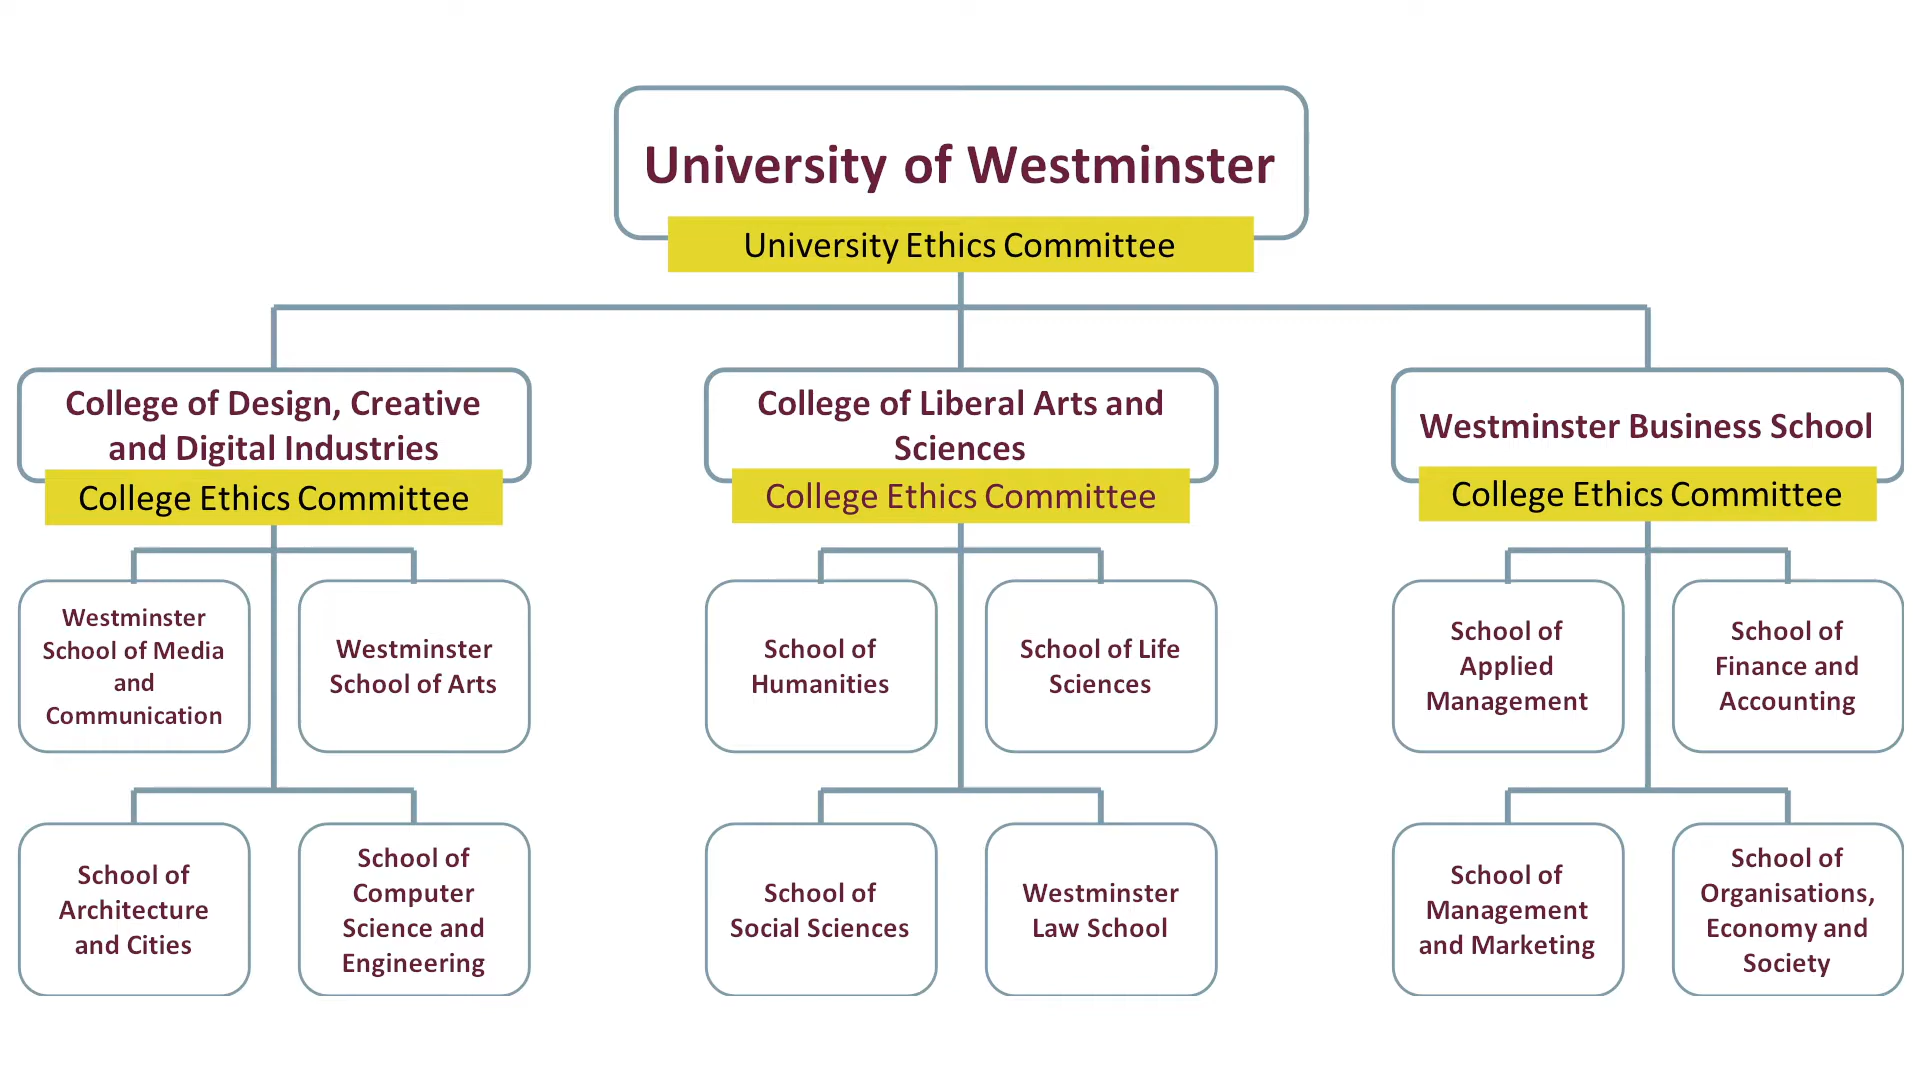 University of Westminster
University Ethics Committee
College of Design, Creative
and Digital Industries
College Ethics Committee
College of Liberal Arts and
Sciences
College Ethics Committee
Westminster Business School
College Ethics Committee
Westminster
School of Media
and
Communication
Westminster
School of Arts
School of
Humanities
School of Life
Sciences
School of
Applied
Management
School of
Finance and
Accounting
School of
Architecture
and Cities
School of
Computer
Science and
Engineering
School of
Social Sciences
Westminster
Law School
School of
Management
and Marketing
School of
Organisations,
Economy and
Society